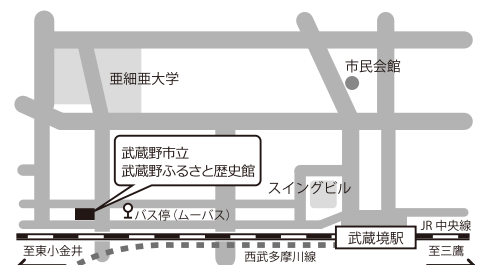 市民会館
亜細亜大学
武蔵野市立
武蔵野ふるさと歴史館
スイングビル
バス停（ムーバス）
JR 中央線
武蔵境駅
至東小金井
西武多摩川線
至三鷹